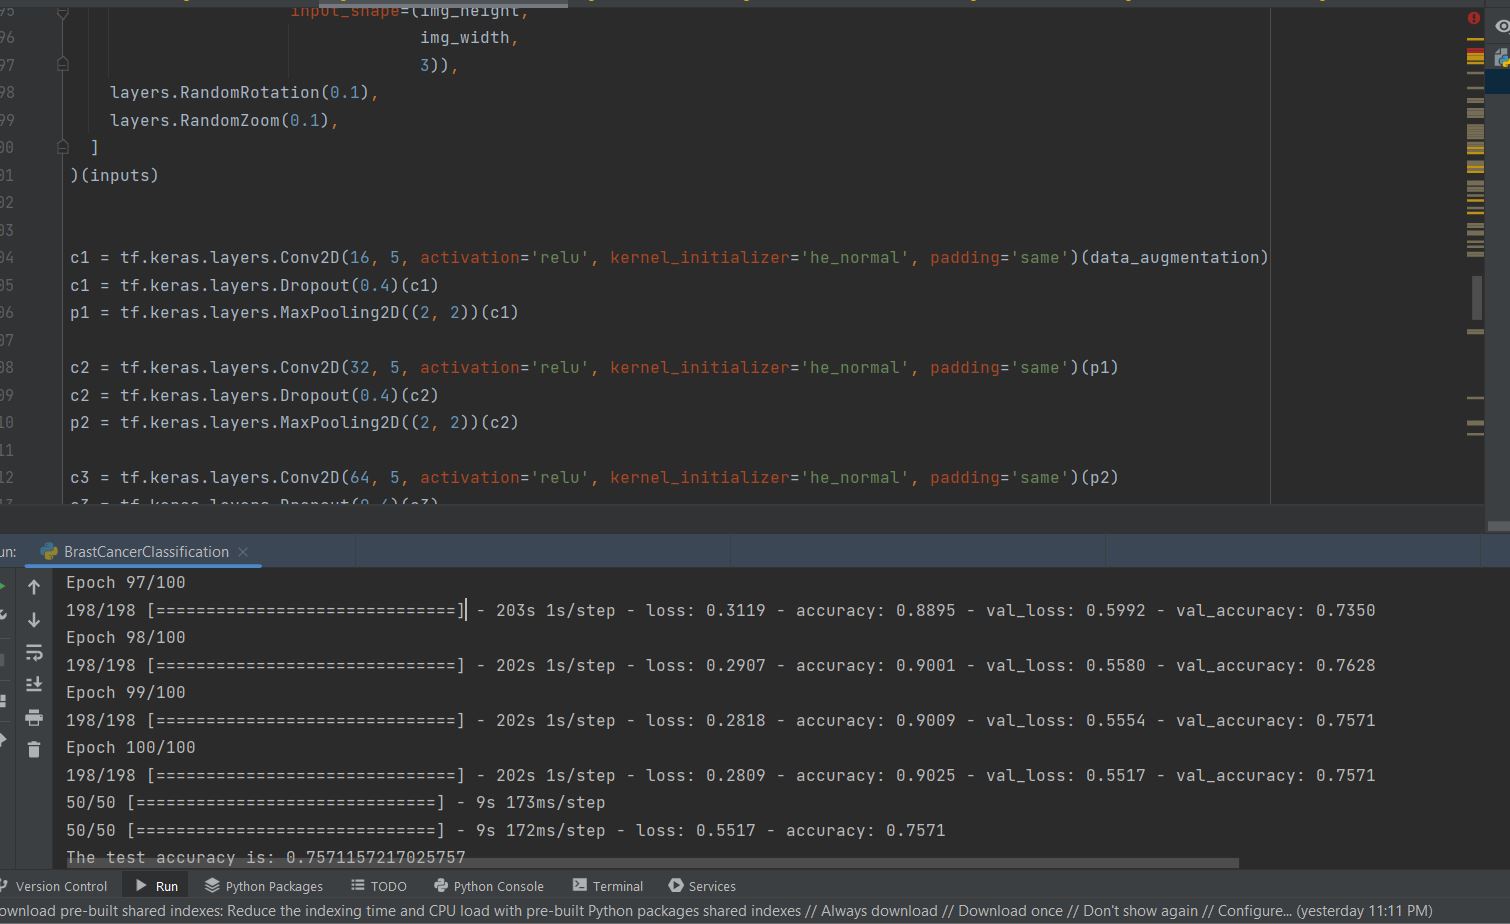 95 input_shape=(img_height,
96 img_width,
97 3)),
98 layers.RandomRotation(0.1),
99 layers.RandomZoom(0.1),
00 ]
01 )(inputs)
02
03
04 c1 = tf.keras.layers.Conv2D(16, 5, activation='relu', kernel_initializer='he_normal', padding='same')(data_augmentation)
05 c1 = tf.keras.layers.Dropout(0.4)(c1)
06 p1 = tf.keras.layers.MaxPooling2D((2, 2))(c1)
07
08 c2 = tf.keras.layers.Conv2D(32, 5, activation='relu', kernel_initializer='he_normal', padding='same')(p1)
09 c2 = tf.keras.layers.Dropout(0.4)(c2)
10 p2 = tf.keras.layers.MaxPooling2D((2, 2))(c2)
11
12 c3 = tf.keras.layers.Conv2D(64, 5, activation='relu', kernel_initializer='he_normal', padding='same')(p2)
13 c3 = tf.keras.layers.Dropout(0.4)(c3)
un: BrastCancerClassification
Epoch 97/100
198/198 [==============================] - 203s 1s/step - loss: 0.3119 - accuracy: 0.8895 - val_loss: 0.5992 - val_accuracy: 0.7350
Epoch 98/100
198/198 [==============================] - 202s 1s/step - loss: 0.2907 - accuracy: 0.9001 - val_loss: 0.5580 - val_accuracy: 0.7628
Epoch 99/100
198/198 [==============================] - 202s 1s/step - loss: 0.2818 - accuracy: 0.9009 - val_loss: 0.5554 - val_accuracy: 0.7571
Epoch 100/100
198/198 [==============================] - 202s 1s/step - loss: 0.2809 - accuracy: 0.9025 - val_loss: 0.5517 - val_accuracy: 0.7571
50/50 [==============================] - 9s 173ms/step
50/50 [==============================] - 9s 172ms/step - loss: 0.5517 - accuracy: 0.7571
The test accuracy is: 0.7571157217025757
Version Control Run Python Packages TODO Python Console Terminal Services
ownload pre-built shared indexes: Reduce the indexing time and CPU load with pre-built Python packages shared indexes // Always download // Download once // Don't show again // Configure... (yesterday 11:11 PM)